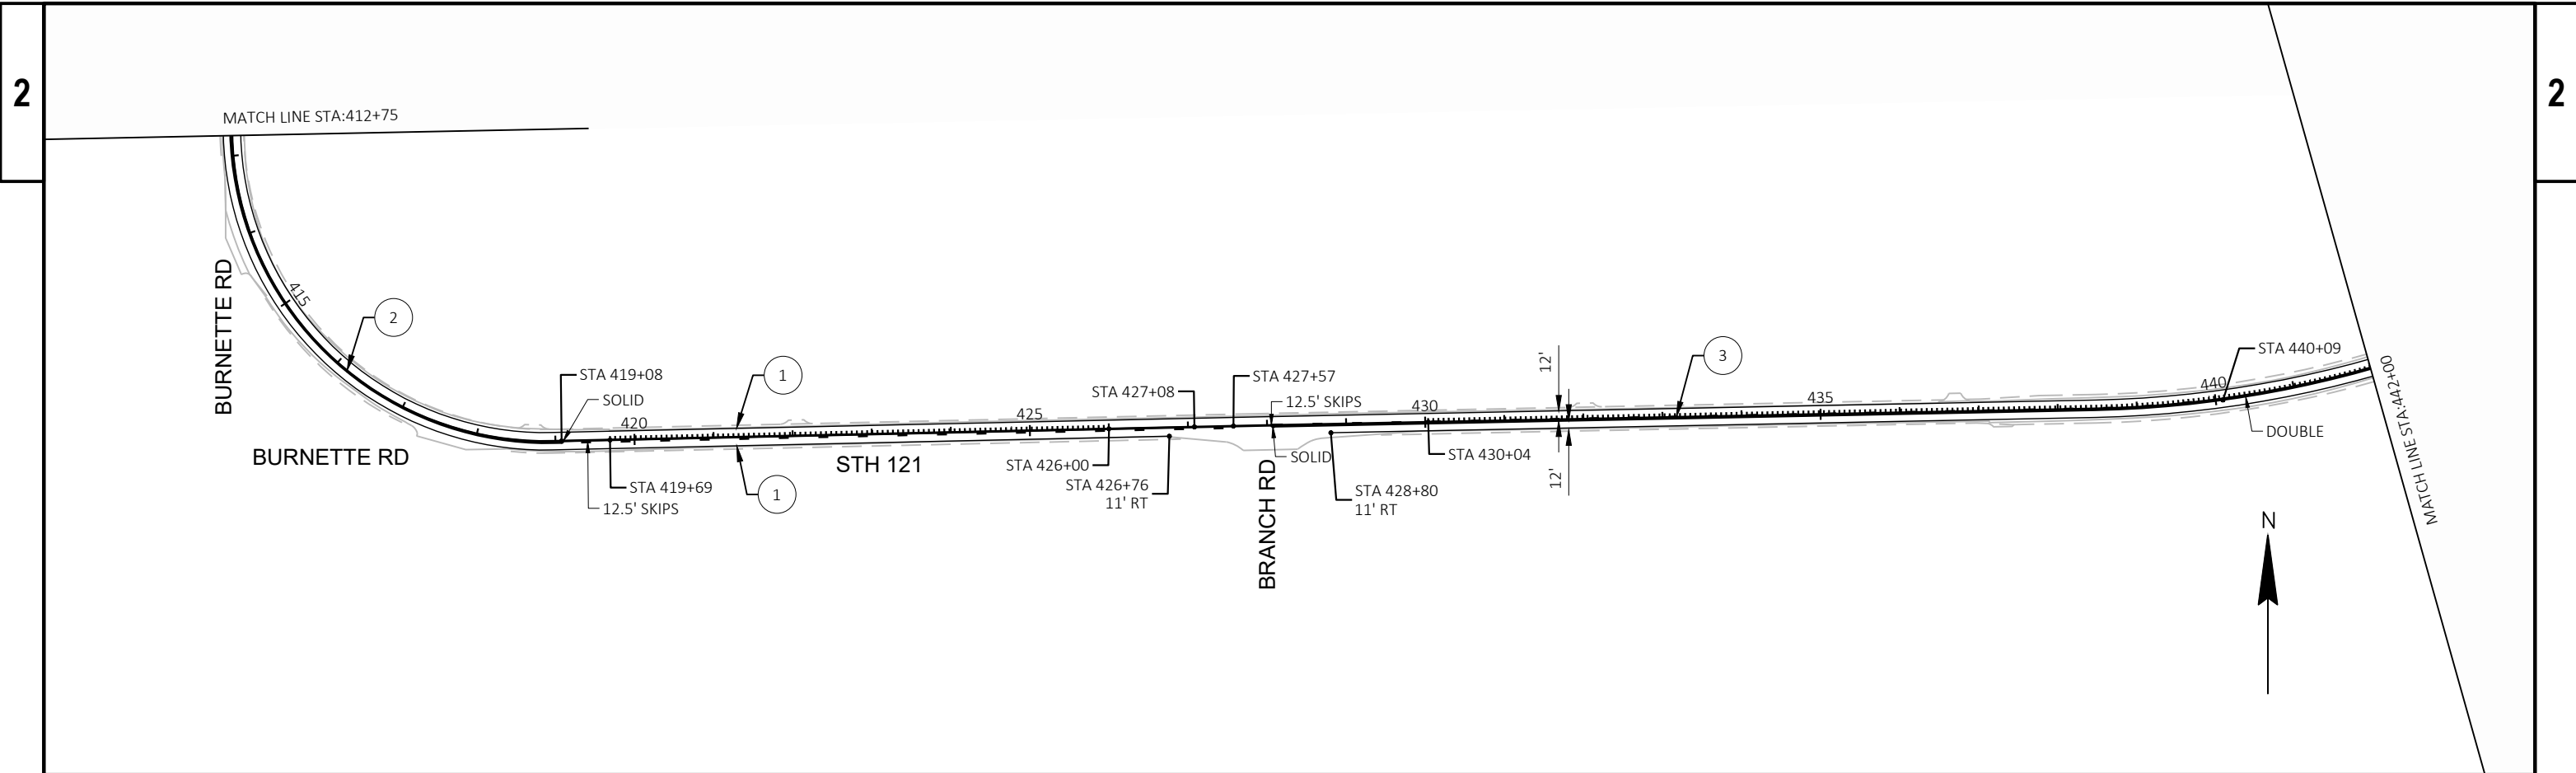 2
2
MATCH LINE STA:412+75
BURNETTE RD
415
2
BURNETTE RD
STA 419+08
SOLID
420
1
STA 419+69
12.5' SKIPS
1
STH 121
425
STA 426+00
STA 426+76
11' RT
STA 427+08
STA 427+57
12.5' SKIPS
SOLID
BRANCH RD
STA 428+80
11' RT
430
STA 430+04
12'
12'
3
435
440
STA 440+09
DOUBLE
MATCH LINE STA:442+00
N